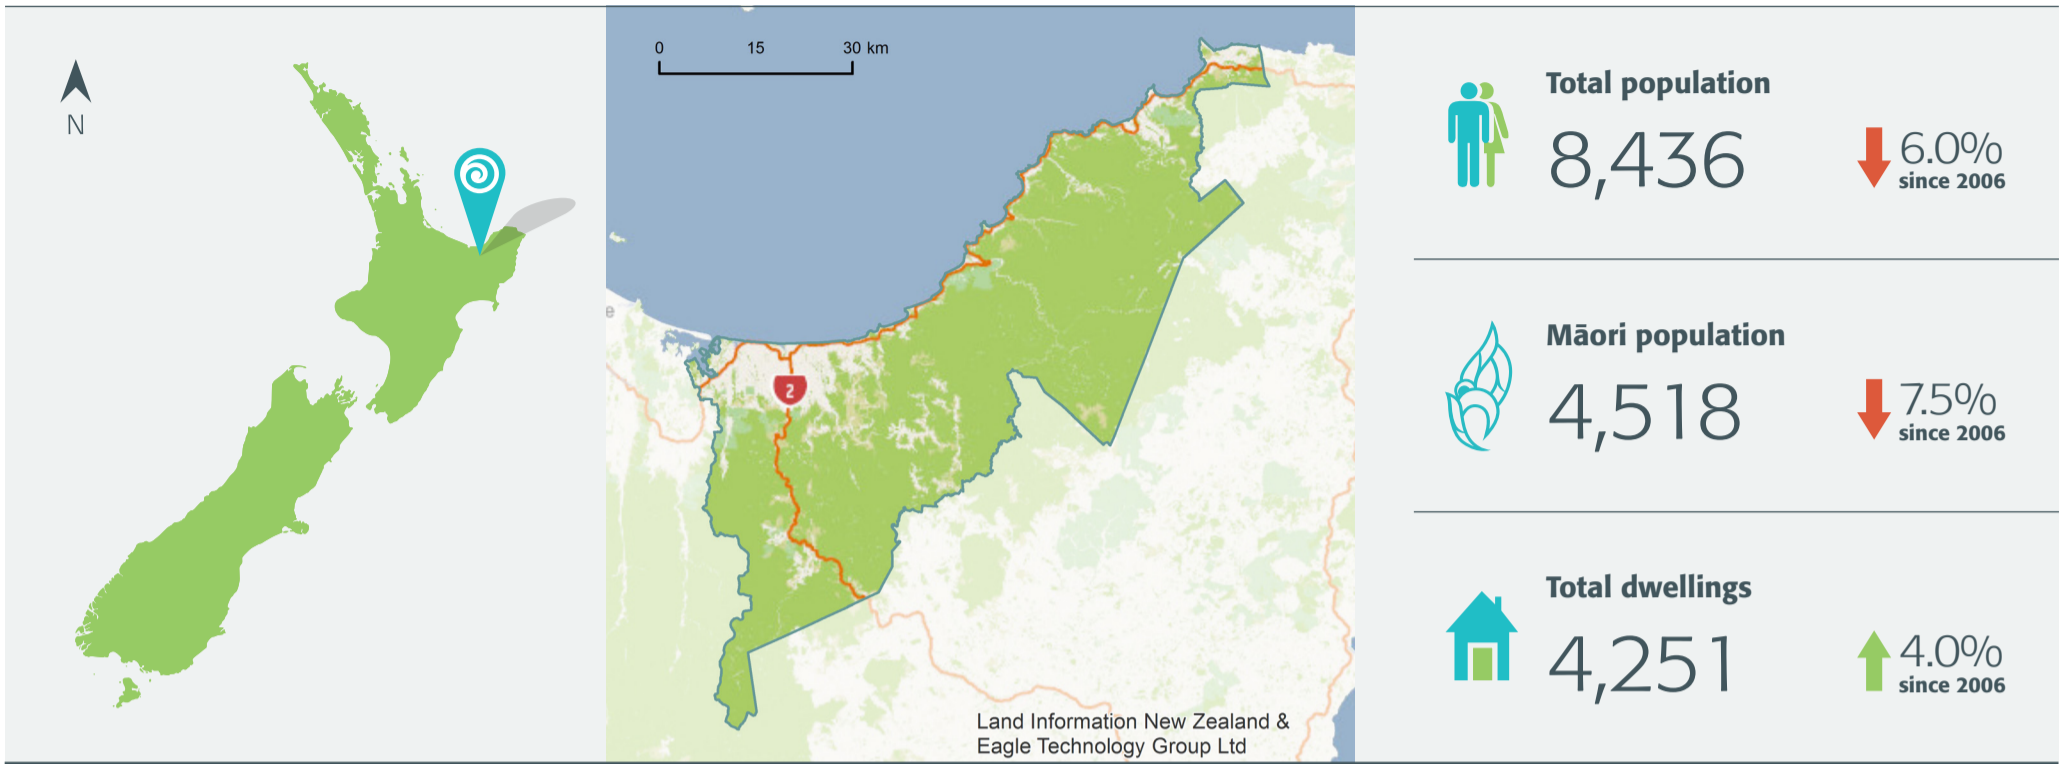 N
0 15 30 km
e
2
Land Information New Zealand &
Eagle Technology Group Ltd
Total population
8,436
6.0%
since 2006
Māori population
4,518
7.5%
since 2006
Total dwellings
4,251
4.0%
since 2006